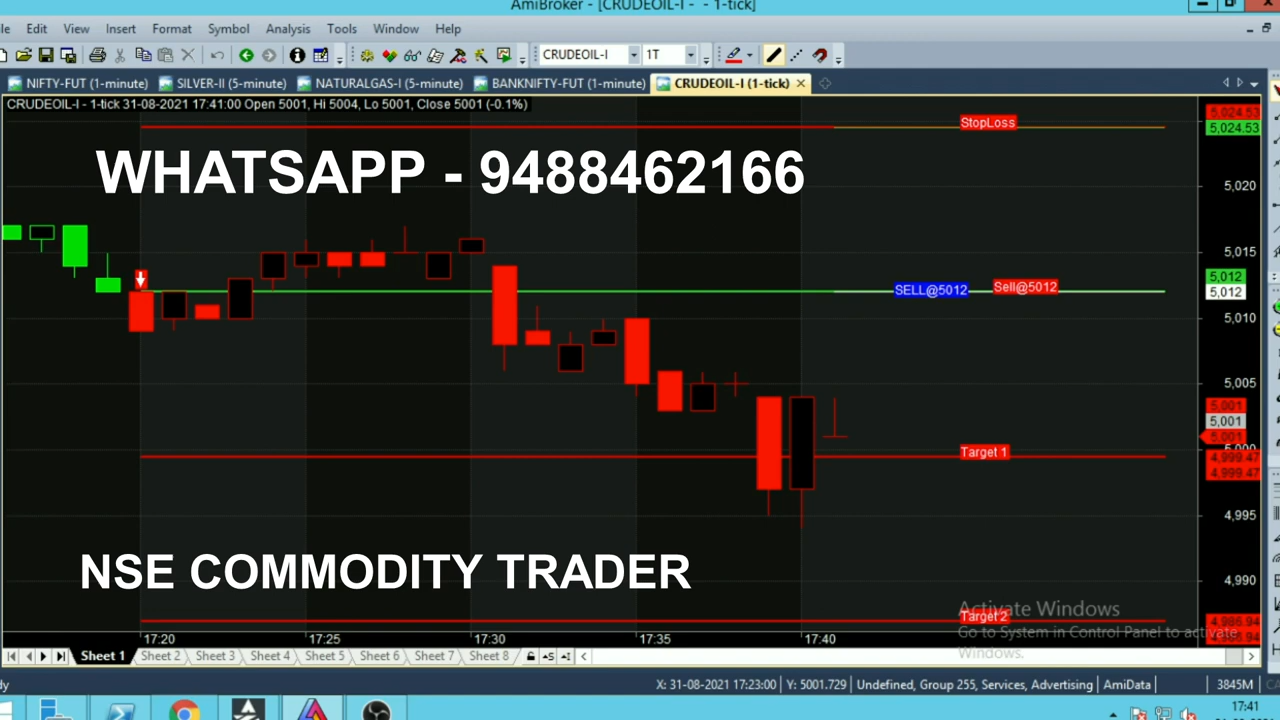 AmiBroker - [CRUDEOIL-I - - 1-tick]
Edit View Insert Format Symbol Analysis Tools Window Help
CRUDEOIL-I 1T
NIFTY-FUT (1-minute) SILVER-II (5-minute) NATURALGAS-I (5-minute) BANKNIFTY-FUT (1-minute) CRUDEOIL-I (1-tick)
CRUDEOIL-I - 1-tick 31-08-2021 17:41:00 Open 5001, Hi 5004, Lo 5001, Close 5001 (-0.1%)
5,024.53
StopLoss
5,024.53
WHATSAPP - 9488462166
5,020
5,015
5,012
SELL@5012 Sell@5012
5,012
5,010
5,005
5,001
5,001
5,001
5,000
Target 1
4,999.47
4,999.47
4,995
NSE COMMODITY TRADER
4,990
Activate Windows
Target 2
4,986.94
Go to System in Control Panel to activate
Windows.
17:20 17:25 17:30 17:35 17:40
Sheet 1 Sheet 2 Sheet 3 Sheet 4 Sheet 5 Sheet 6 Sheet 7 Sheet 8
X: 31-08-2021 17:23:00 Y: 5001.729 Undefined, Group 255, Services, Advertising AmiData 3845M
17:41